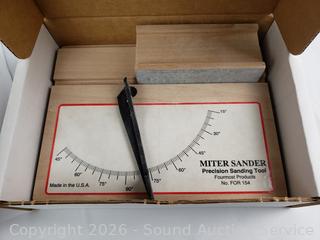 15°
30°
45°
45°
60°
60°
75°
75°
90°
MITER SANDER
Precision Sanding Tool
Fourmost Products
No. FOR 154
Made in the U.S.A.
Copyright 2026 - Sound Auction Service